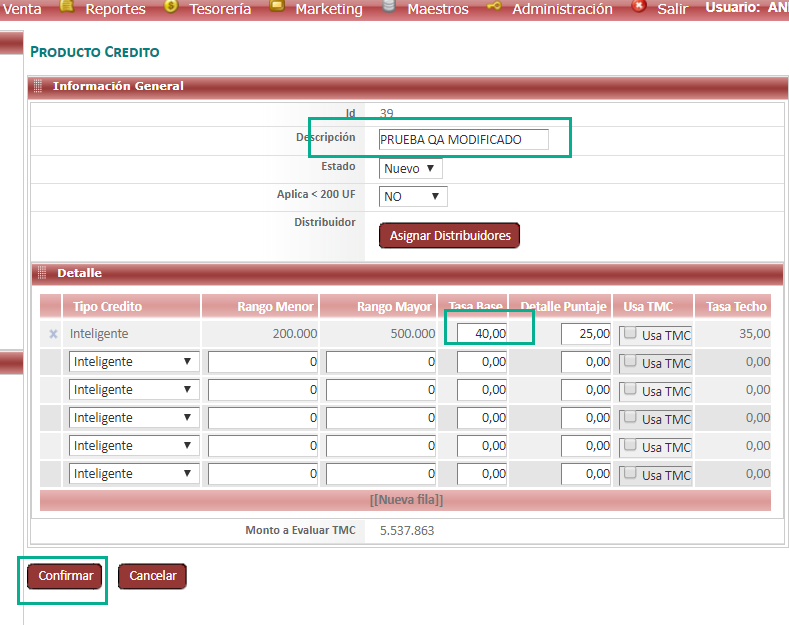 Venta Reportes Tesorería Marketing Maestros Administración Salir Usuario:
PRODUCTO CREDITO
Información General
Id 39
Descripción PRUEBA QA MODIFICADO
Estado Nuevo
Aplica < 200 UF NO
Distribuidor Asignar Distribuidores
Detalle
Tipo Credito Rango Menor Rango Mayor Tasa Base Detalle Puntaje Usa TMC Tasa Techo
x Inteligente 200.000 500.000 40,00 25,00 Usa TMC 35,00
Inteligente 0 0 0,00 0,00 Usa TMC 0,00
Inteligente 0 0 0,00 0,00 Usa TMC 0,00
Inteligente 0 0 0,00 0,00 Usa TMC 0,00
Inteligente 0 0 0,00 0,00 Usa TMC 0,00
Inteligente 0 0 0,00 0,00 Usa TMC 0,00
[[Nueva fila]]
Monto a Evaluar TMC 5.537.863
Confirmar Cancelar